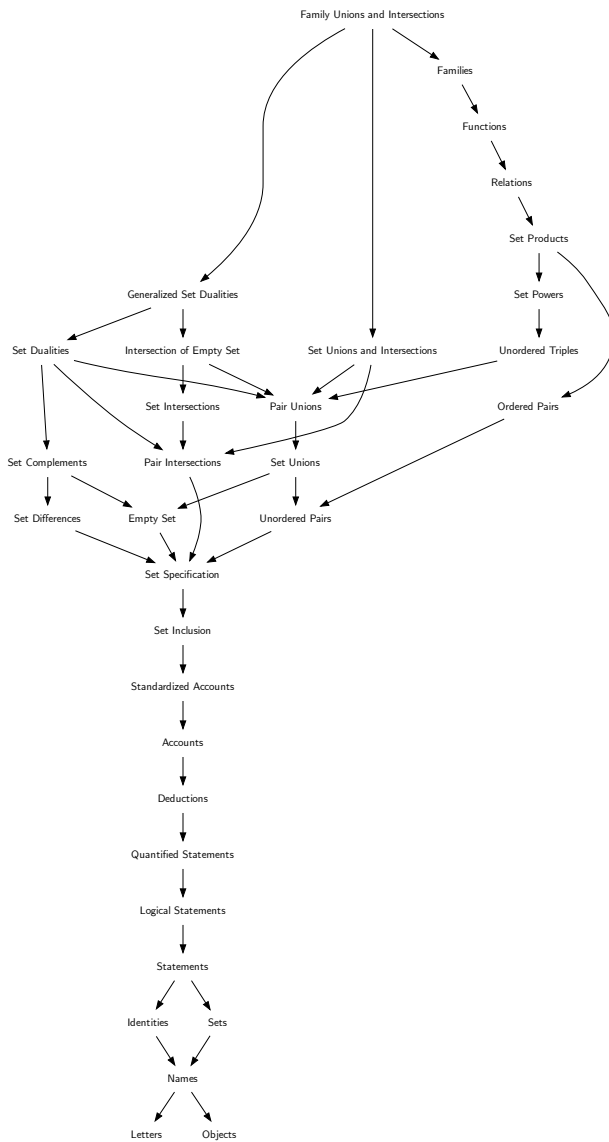 Family Unions and Intersections
Families
Functions
Relations
Set Products
Generalized Set Dualities
Set Powers
Set Dualities
Intersection of Empty Set
Set Unions and Intersections
Unordered Triples
Set Intersections
Pair Unions
Ordered Pairs
Set Complements
Pair Intersections
Set Unions
Set Differences
Empty Set
Unordered Pairs
Set Specification
Set Inclusion
Standardized Accounts
Accounts
Deductions
Quantified Statements
Logical Statements
Statements
Identities
Sets
Names
Letters
Objects